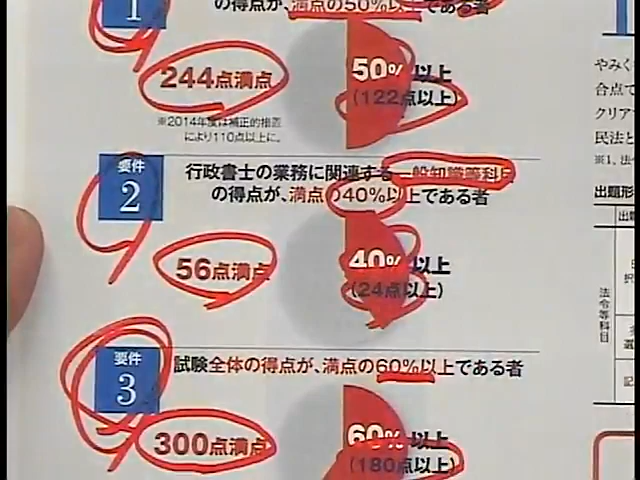 1
の得点が、満点の50%以上である者
244点満点
50%以上
(122点以上)
※2014年度は補正的措置
により110点以上に。
要件
2
行政書士の業務に関連する一般知識等科目
の得点が、満点の40%以上である者
56点満点
40%以上
(24点以上)
要件
3
試験全体の得点が、満点の60%以上である者
300点満点
60%以上
(180点以上)
やみく
合点で
クリア
民法と
※1、法
出題形
出題
択
法令等科目
選
記